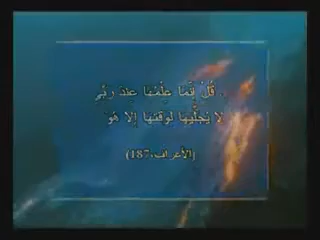 .. قُلْ إِنَّمَا عِلْمُهَا عِندَ رَبِّي
لَا يُجَلِّيهَا لِوَقْتِهَا إِلَّا هُوَ
(الأعراف،187)